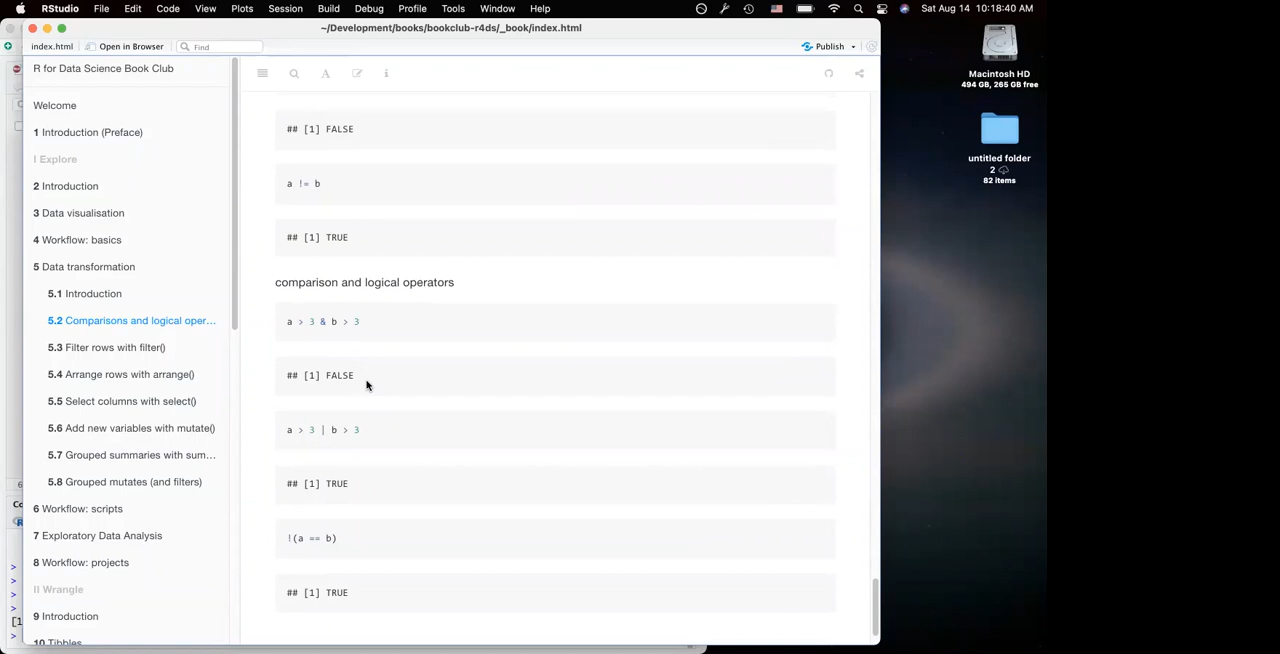 RStudio File Edit Code View Plots Session Build Debug Profile Tools Window Help Sat Aug 14 10:18:40 AM
~/Development/books/bookclub-r4ds/_book/index.html
index.html Open in Browser Find Publish
R for Data Science Book Club
Welcome
1 Introduction (Preface)
I Explore
2 Introduction
3 Data visualisation
4 Workflow: basics
5 Data transformation
5.1 Introduction
5.2 Comparisons and logical oper...
5.3 Filter rows with filter()
5.4 Arrange rows with arrange()
5.5 Select columns with select()
5.6 Add new variables with mutate()
5.7 Grouped summaries with sum...
5.8 Grouped mutates (and filters)
6 Workflow: scripts
7 Exploratory Data Analysis
8 Workflow: projects
II Wrangle
9 Introduction
10 Tibbles
## [1] FALSE
a != b
## [1] TRUE
comparison and logical operators
a > 3 & b > 3
## [1] FALSE
a > 3 | b > 3
## [1] TRUE
!(a == b)
## [1] TRUE
Macintosh HD
494 GB, 265 GB free
untitled folder
2
82 items
6
Co
>
>
>
>
[1
>